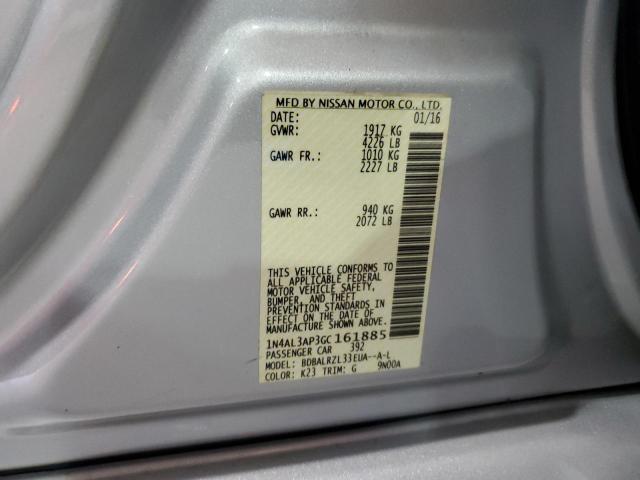 MFD BY NISSAN MOTOR CO., LTD.
DATE: 01/16
GVWR: 1917 KG
4226 LB
GAWR FR.: 1010 KG
2227 LB
GAWR RR.: 940 KG
2072 LB
THIS VEHICLE CONFORMS TO
ALL APPLICABLE FEDERAL
MOTOR VEHICLE SAFETY,
BUMPER, AND THEFT
PREVENTION STANDARDS IN
EFFECT ON THE DATE OF
MANUFACTURE SHOWN ABOVE.
1N4AL3AP3GC161885
PASSENGER CAR 392
MODEL: BDBALRZL33EUA--A-L
COLOR: K23 TRIM: G 9N00A